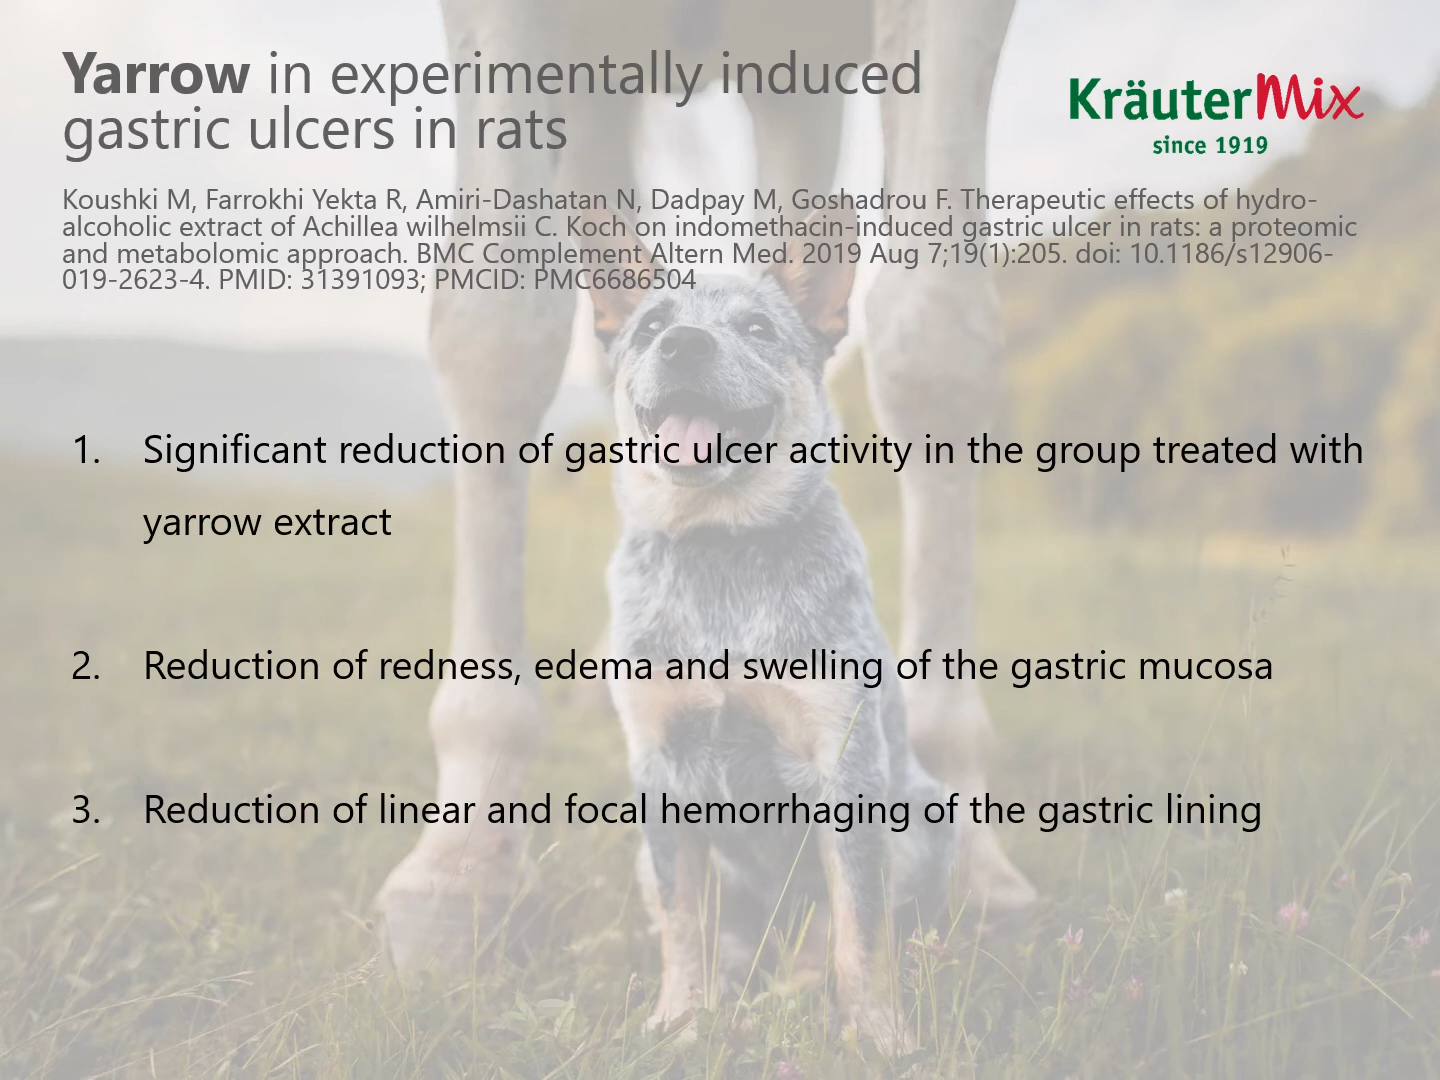 Yarrow in experimentally induced
gastric ulcers in rats
KräuterMix
since 1919
Koushki M, Farrokhi Yekta R, Amiri-Dashatan N, Dadpay M, Goshadrou F. Therapeutic effects of hydro-
alcoholic extract of Achillea wilhelmsii C. Koch on indomethacin-induced gastric ulcer in rats: a proteomic
and metabolomic approach. BMC Complement Altern Med. 2019 Aug 7;19(1):205. doi: 10.1186/s12906-
019-2623-4. PMID: 31391093; PMCID: PMC6686504
1. Significant reduction of gastric ulcer activity in the group treated with
yarrow extract
2. Reduction of redness, edema and swelling of the gastric mucosa
3. Reduction of linear and focal hemorrhaging of the gastric lining